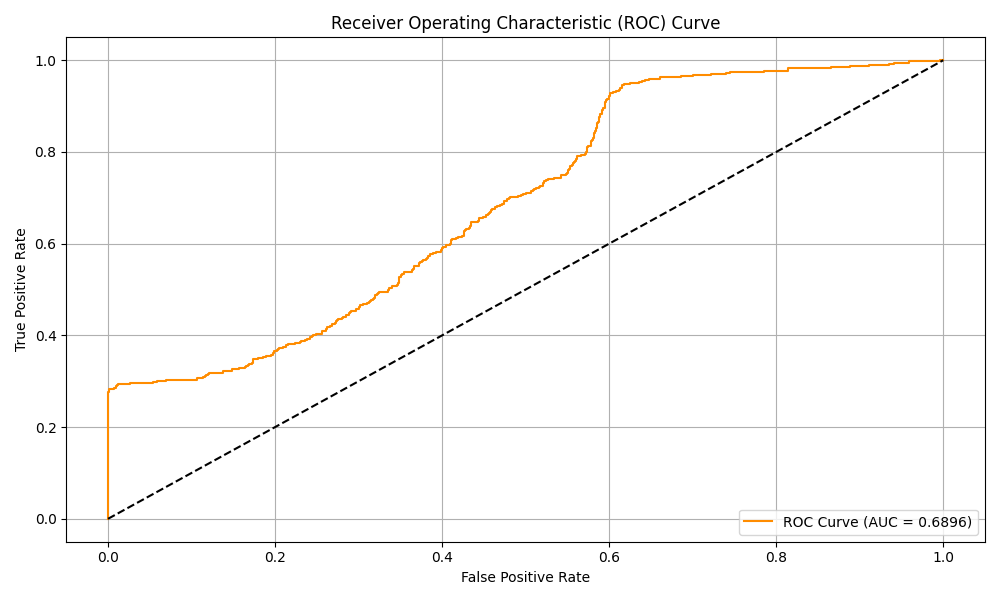 Receiver Operating Characteristic (ROC) Curve
True Positive Rate
1.0
0.8
0.6
0.4
0.2
0.0
ROC Curve (AUC = 0.6896)
0.0 0.2 0.4 0.6 0.8 1.0
False Positive Rate